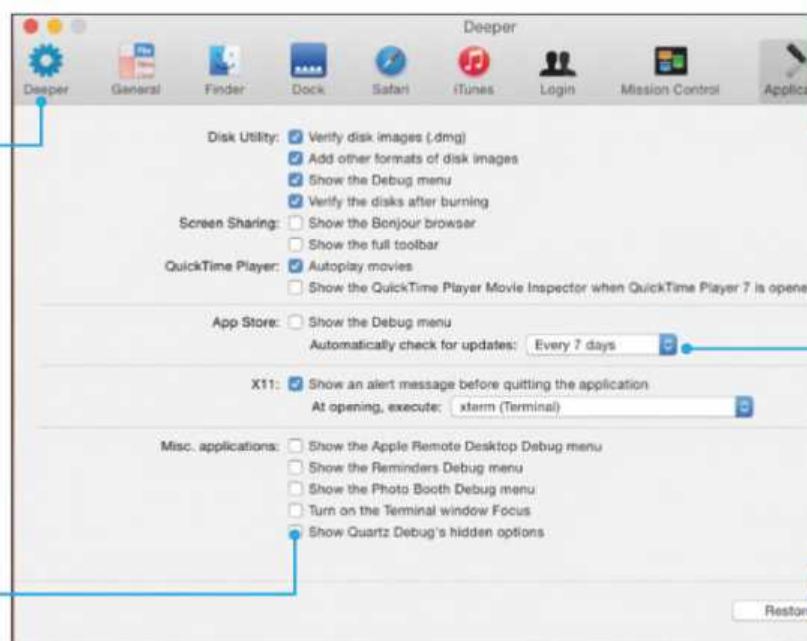 Deeper
Deeper General Finder Dock Safari iTunes Login Mission Control Applica
Disk Utility: Verify disk images (.dmg)
Add other formats of disk images
Show the Debug menu
Verify the disks after burning
Screen Sharing: Show the Bonjour browser
Show the full toolbar
QuickTime Player: Autoplay movies
Show the QuickTime Player Movie Inspector when QuickTime Player 7 is opene
App Store: Show the Debug menu
Automatically check for updates: Every 7 days
X11: Show an alert message before quitting the application
At opening, execute: xterm (Terminal)
Misc. applications: Show the Apple Remote Desktop Debug menu
Show the Reminders Debug menu
Show the Photo Booth Debug menu
Turn on the Terminal window Focus
Show Quartz Debug's hidden options
Restor